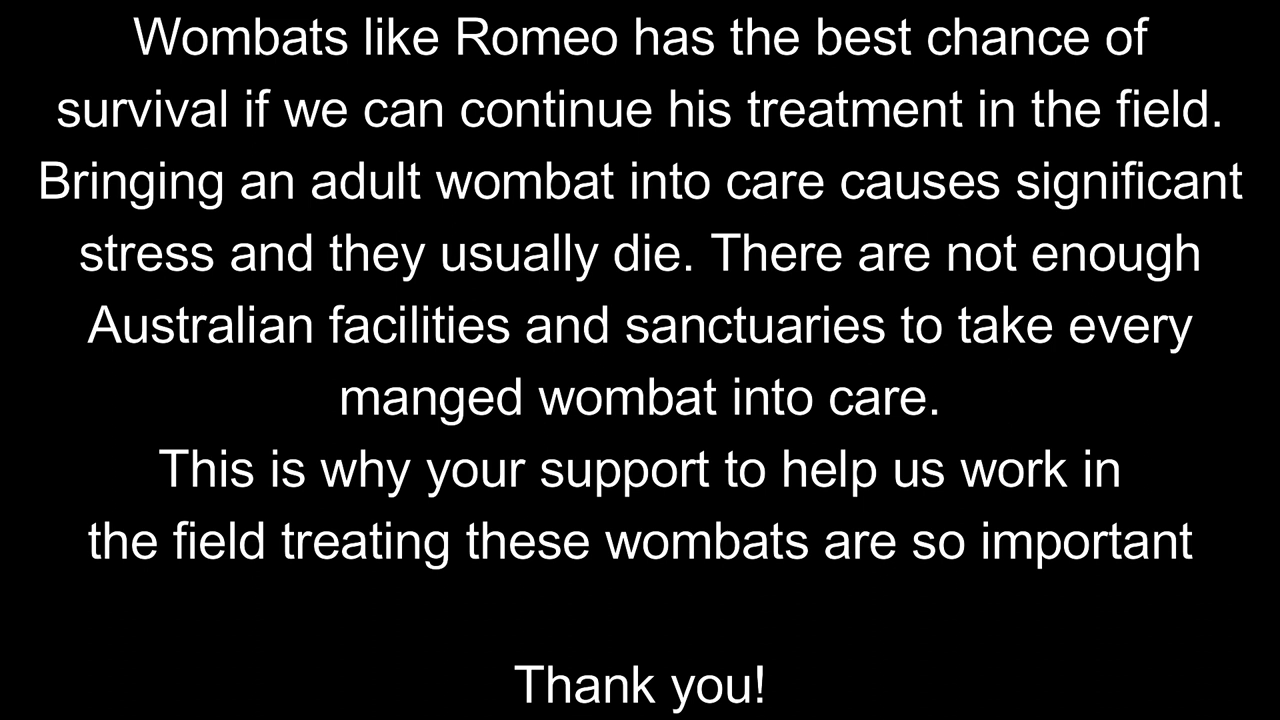 Wombats like Romeo has the best chance of
survival if we can continue his treatment in the field.
Bringing an adult wombat into care causes significant
stress and they usually die. There are not enough
Australian facilities and sanctuaries to take every
manged wombat into care.
This is why your support to help us work in
the field treating these wombats are so important
Thank you!